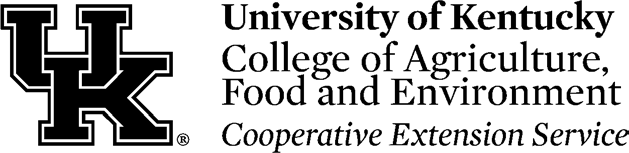 UK®
University of Kentucky
College of Agriculture,
Food and Environment
Cooperative Extension Service